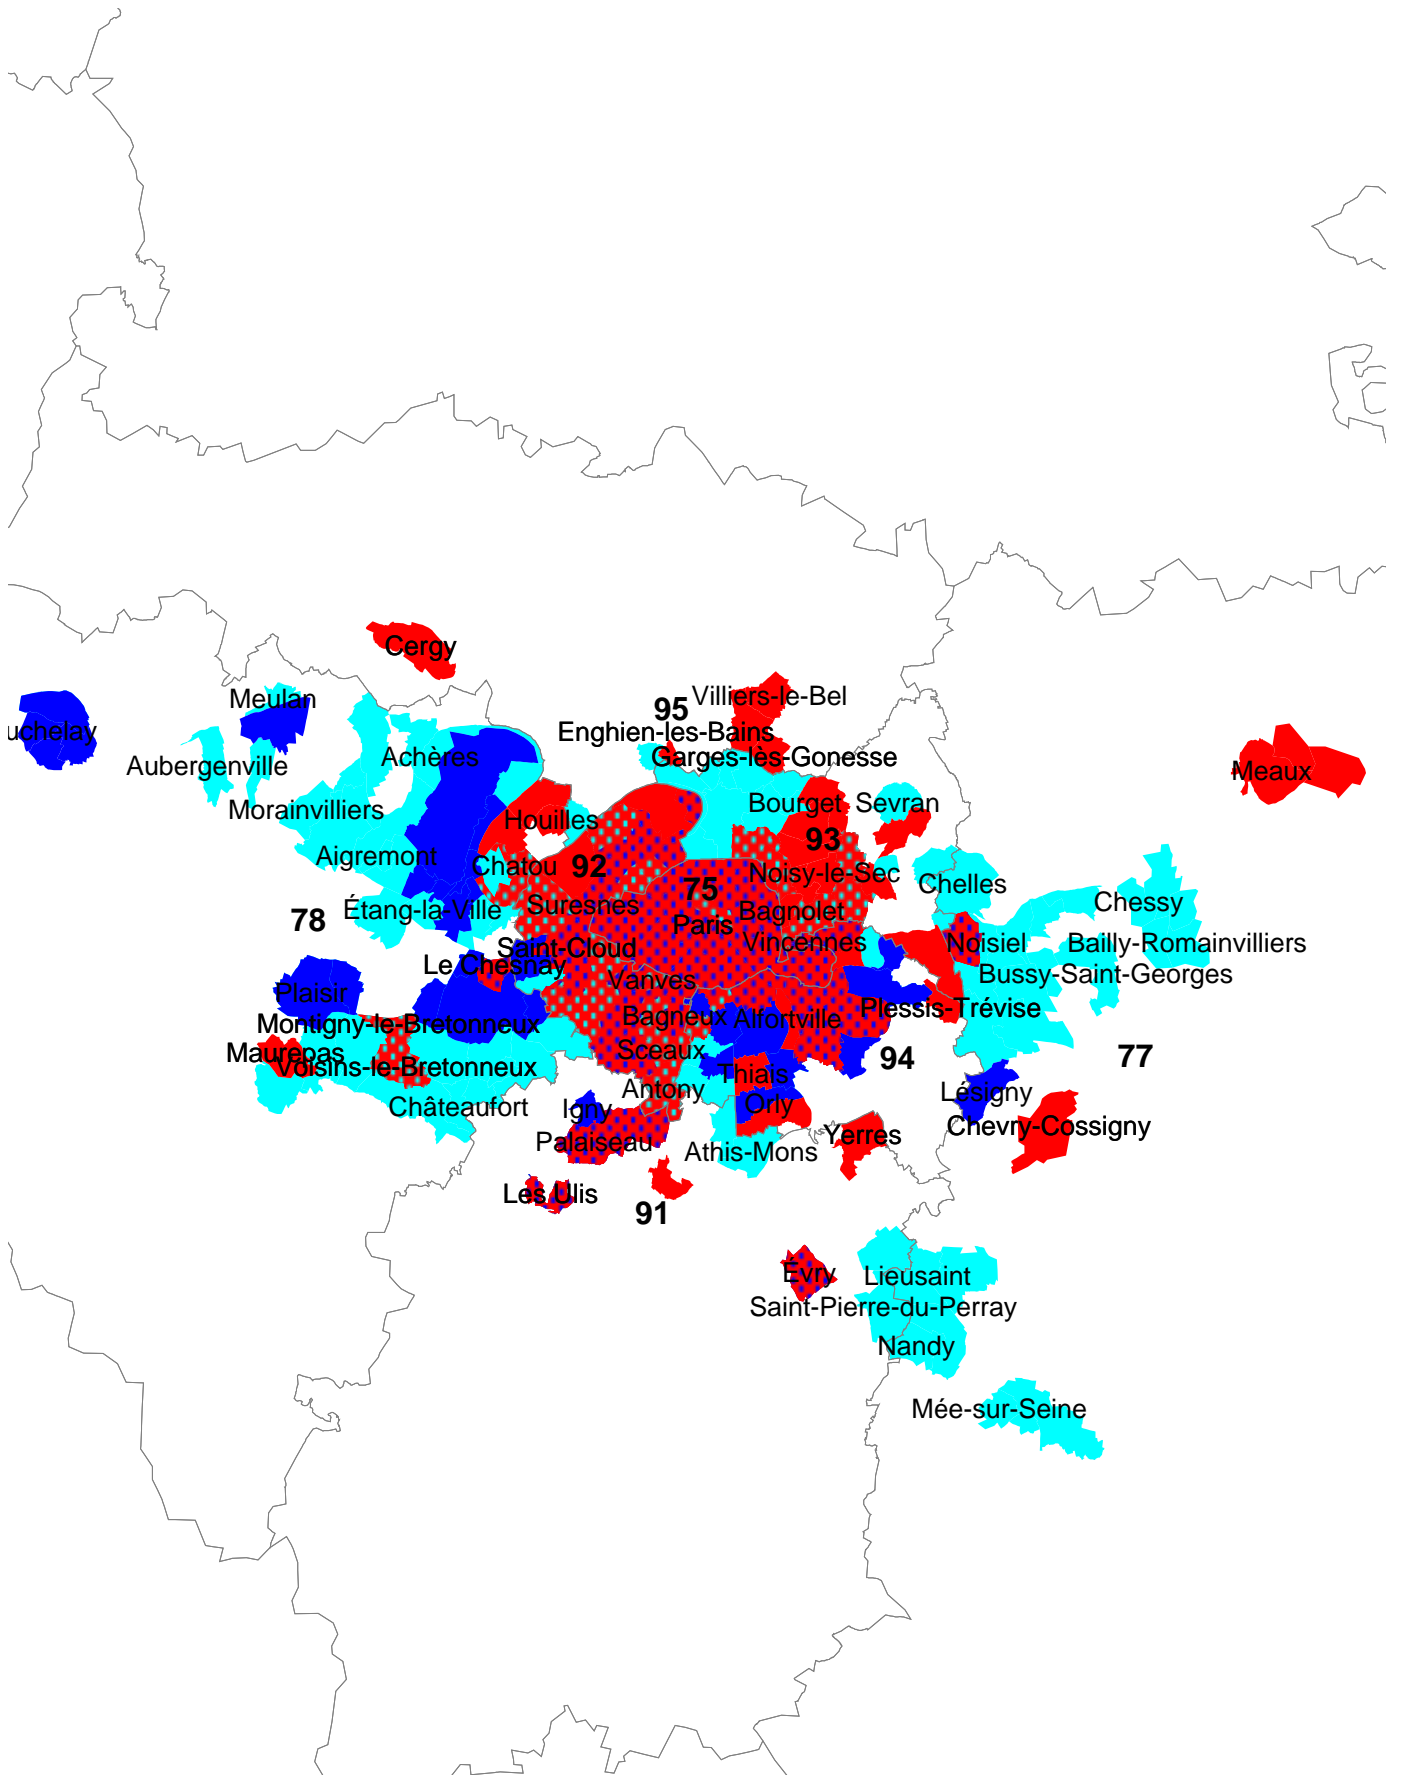 Cergy
Meulan
95
Villiers-le-Bel
uchelay
Enghien-les-Bains
Aubergenville
Achères
Garges-lès-Gonesse
Meaux
Morainvilliers
Houilles
Bourget
Sevran
93
Aigremont
Chatou
92
75
Noisy-le-Sec
Chelles
78
Étang-la-Ville
Suresnes
Paris
Bagnolet
Chessy
Saint-Cloud
Vincennes
Noisiel
Bailly-Romainvilliers
Le Chesnay
Vanves
Bussy-Saint-Georges
Plaisir
Plessis-Trévise
Montigny-le-Bretonneux
Bagneux
Alfortville
Maurepas
Voisins-le-Bretonneux
Sceaux
94
77
Thiais
Antony
Lésigny
Châteaufort
Igny
Orly
Chevry-Cossigny
Palaiseau
Yerres
Athis-Mons
Les Ulis
91
Évry
Lieusaint
Saint-Pierre-du-Perray
Nandy
Mée-sur-Seine